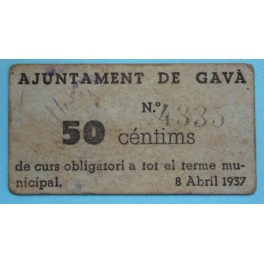 AJUNTAMENT DE GAVÀ
N.º 4335
50 céntims
de curs obligatori a tot el terme mu-
nicipal. 8 Abril 1937